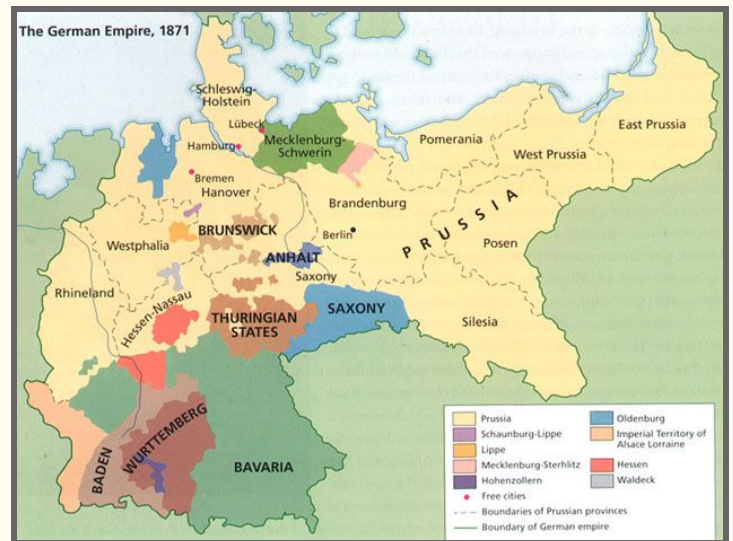 The German Empire, 1871
Schleswig-
Holstein
Lübeck
Hamburg
Mecklenburg-
Schwerin
Pomerania
East Prussia
West Prussia
Bremen
Hanover
Brandenburg
PRUSSIA
BRUNSWICK
Berlin
Posen
Westphalia
ANHALT
Saxony
Rhineland
Hessen-Nassau
THURINGIAN
STATES
SAXONY
Silesia
BADEN
WURTTEMBERG
BAVARIA
Prussia
Schaunburg-Lippe
Lippe
Mecklenburg-Sterhlitz
Hohenzollern
Free cities
Boundaries of Prussian provinces
Boundary of German empire
Oldenburg
Imperial Territory of
Alsace Lorraine
Hessen
Waldeck